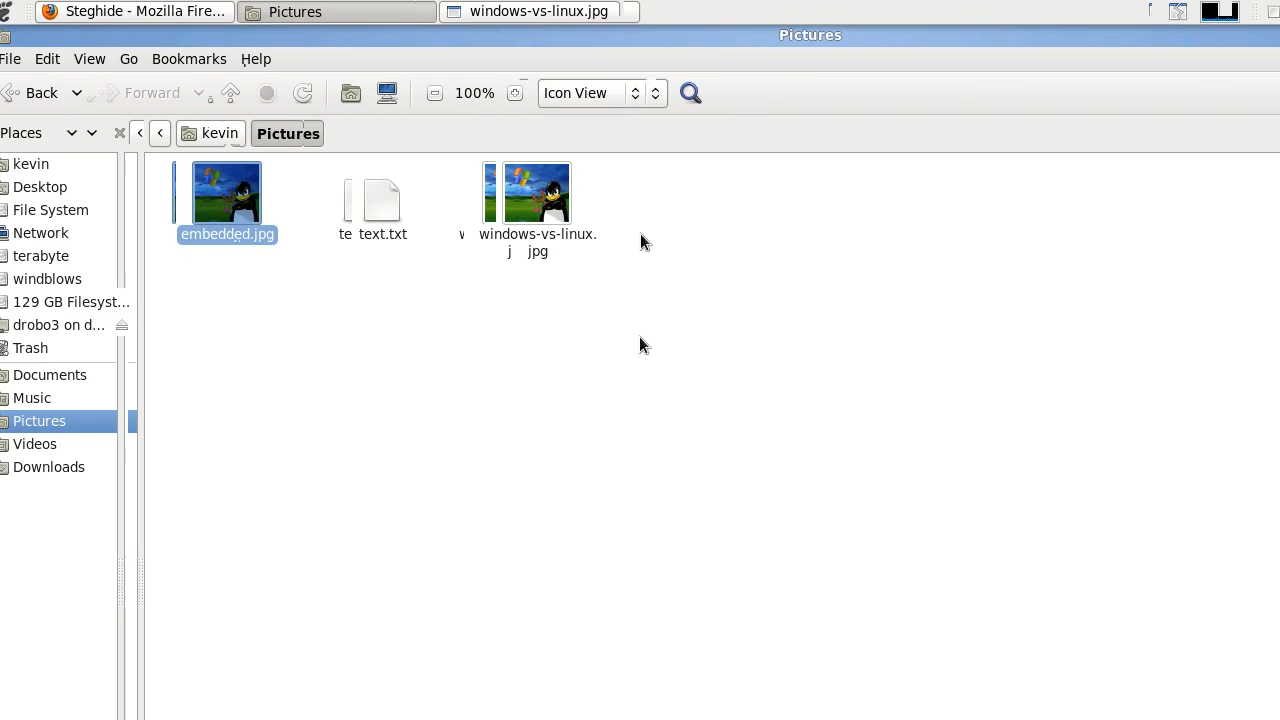 Steghide - Mozilla Fire... Pictures windows-vs-linux.jpg
Pictures
File Edit View Go Bookmarks Help
Back Forward 100% Icon View
Places kevin Pictures
kevin
Desktop
File System
Network
terabyte
windblows
129 GB Filesyst...
drobo3 on d...
Trash
Documents
Music
Pictures
Videos
Downloads
embedded.jpg te text.txt windows-vs-linux.
j jpg